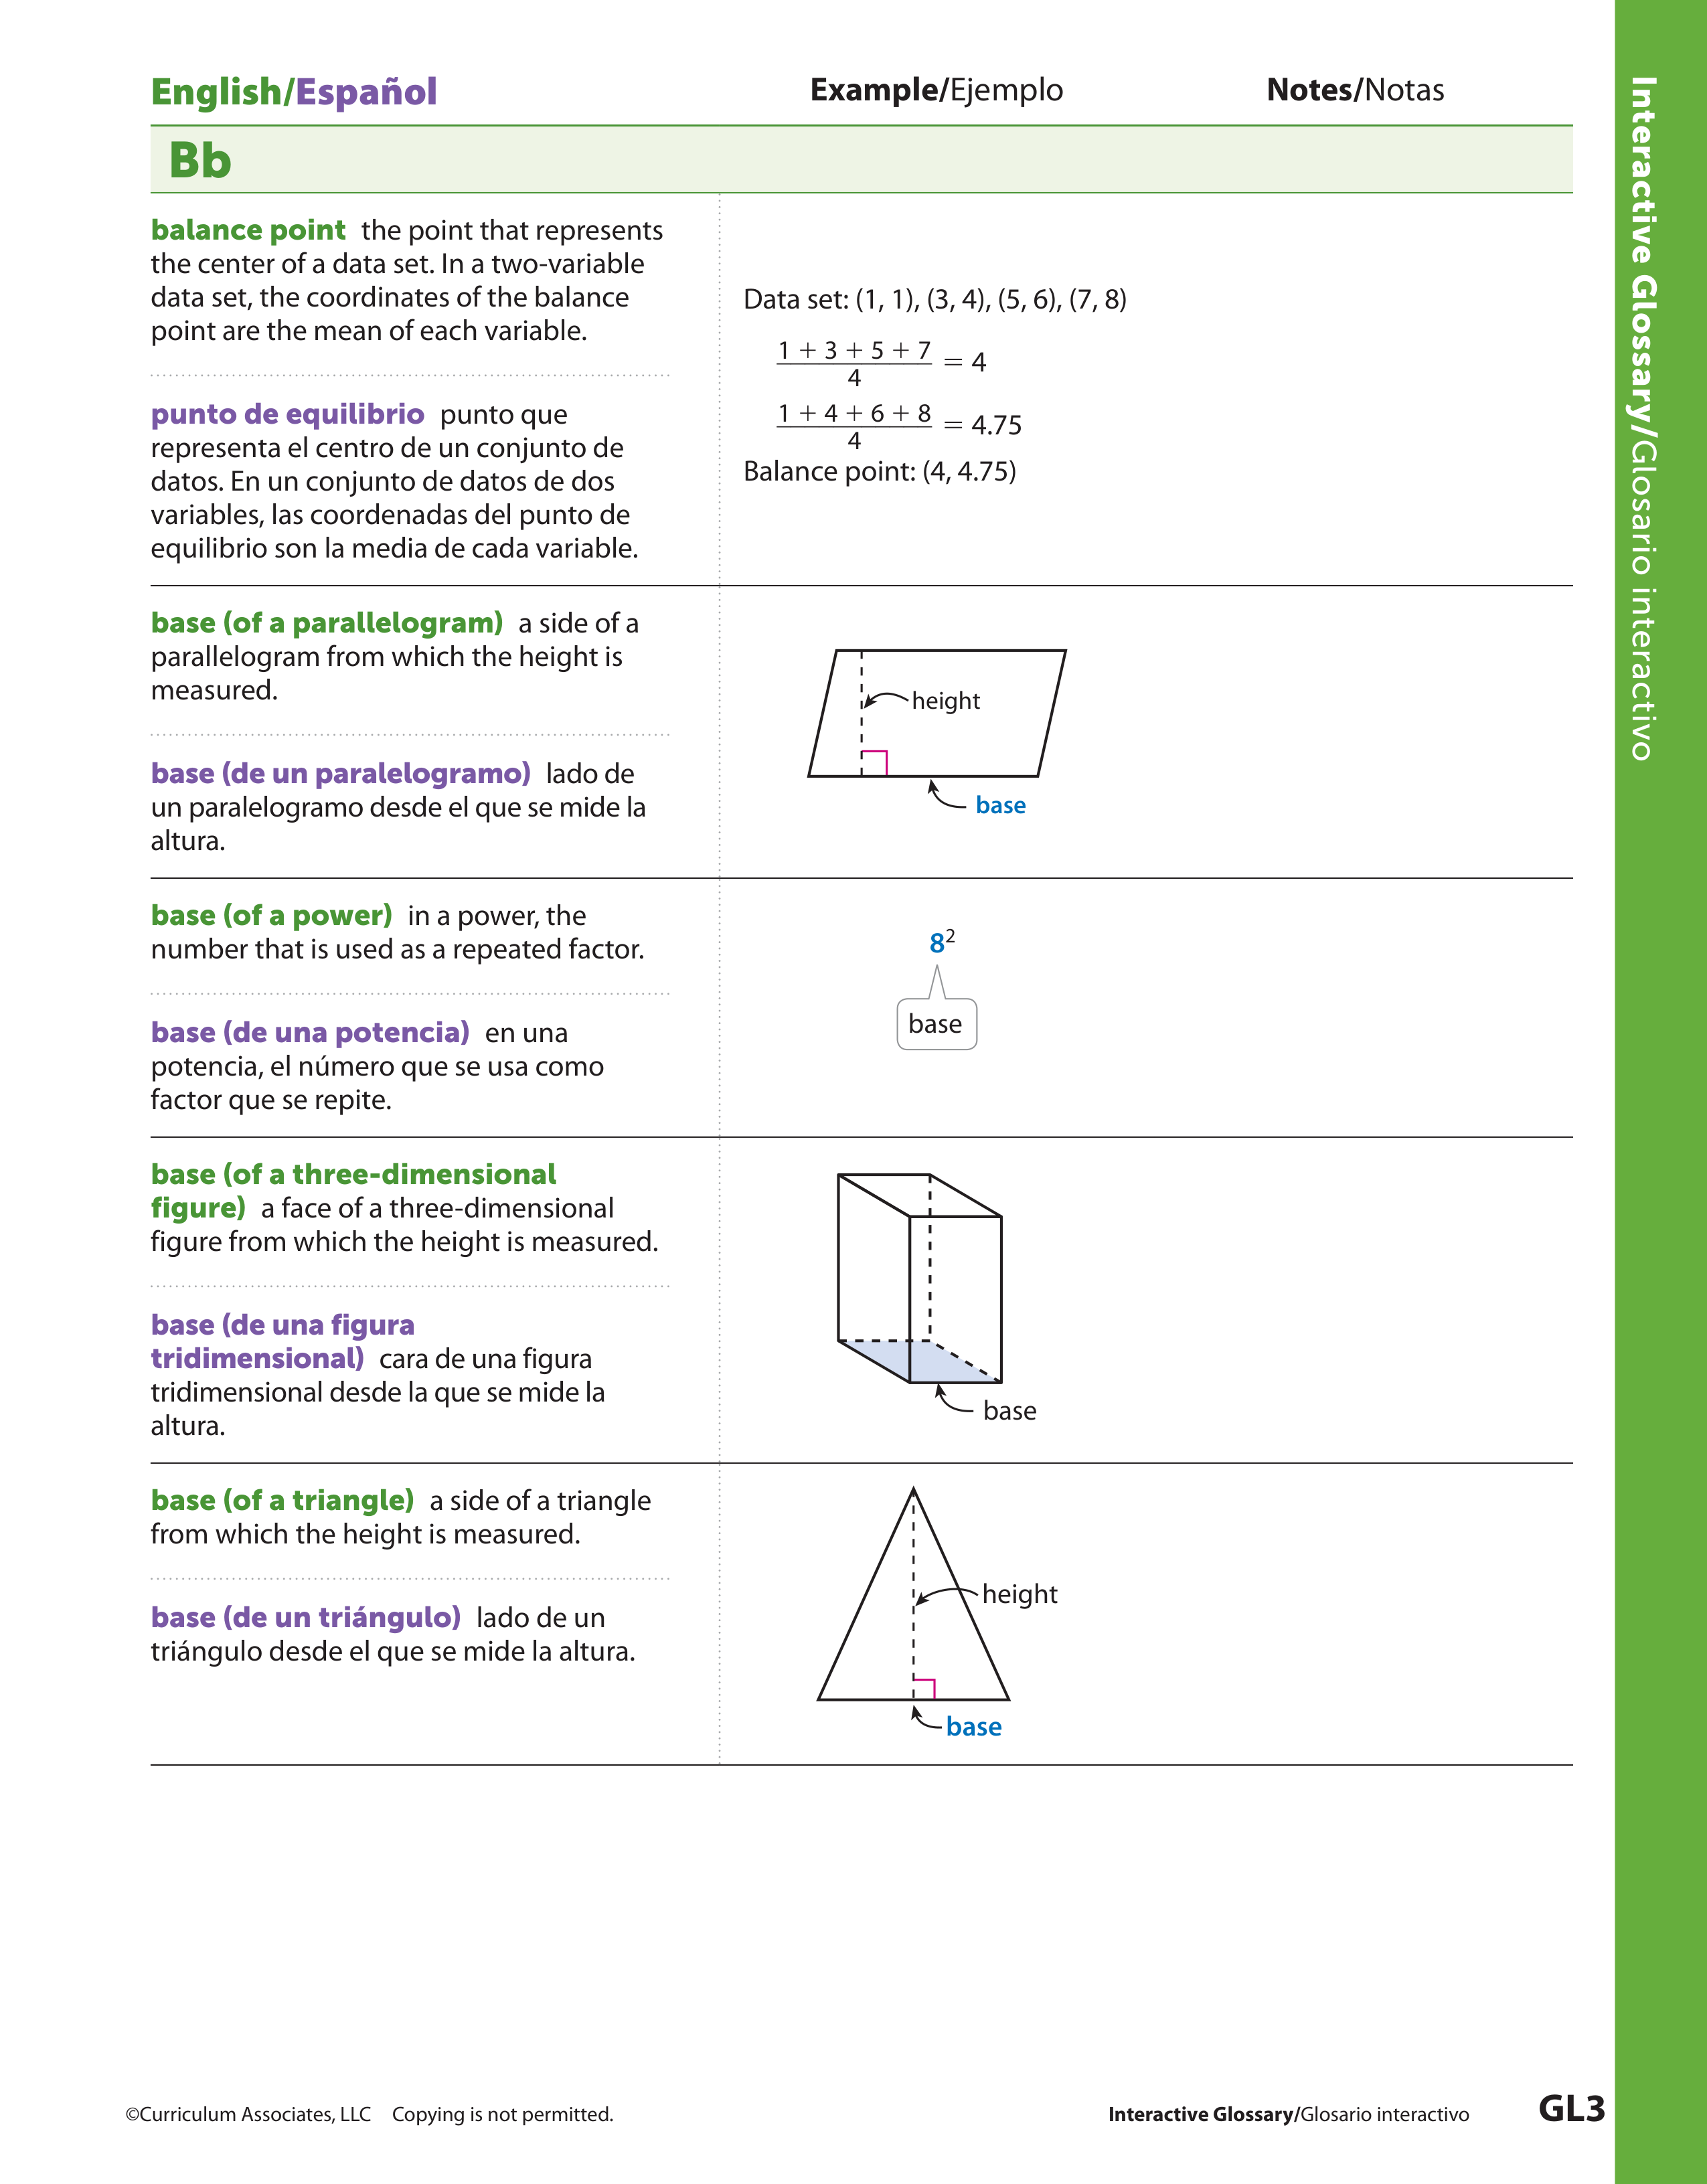 English/Español
Example/Ejemplo
Notes/Notas
Bb
balance point the point that represents
the center of a data set. In a two-variable
data set, the coordinates of the balance
point are the mean of each variable.
punto de equilibrio punto que
representa el centro de un conjunto de
datos. En un conjunto de datos de dos
variables, las coordenadas del punto de
equilibrio son la media de cada variable.
Data set: (1, 1), (3, 4), (5, 6), (7, 8)
1 + 3 + 5 + 7
4
= 4
1 + 4 + 6 + 8
4
= 4.75
Balance point: (4, 4.75)
base (of a parallelogram) a side of a
parallelogram from which the height is
measured.
base (de un paralelogramo) lado de
un paralelogramo desde el que se mide la
altura.
height
base
base (of a power) in a power, the
number that is used as a repeated factor.
base (de una potencia) en una
potencia, el número que se usa como
factor que se repite.
8²
base
base (of a three-dimensional
figure) a face of a three-dimensional
figure from which the height is measured.
base (de una figura
tridimensional) cara de una figura
tridimensional desde la que se mide la
altura.
base
base (of a triangle) a side of a triangle
from which the height is measured.
base (de un triángulo) lado de un
triángulo desde el que se mide la altura.
height
base
Interactive Glossary/Glosario interactivo
©Curriculum Associates, LLC Copying is not permitted.
Interactive Glossary/Glosario interactivo
GL3